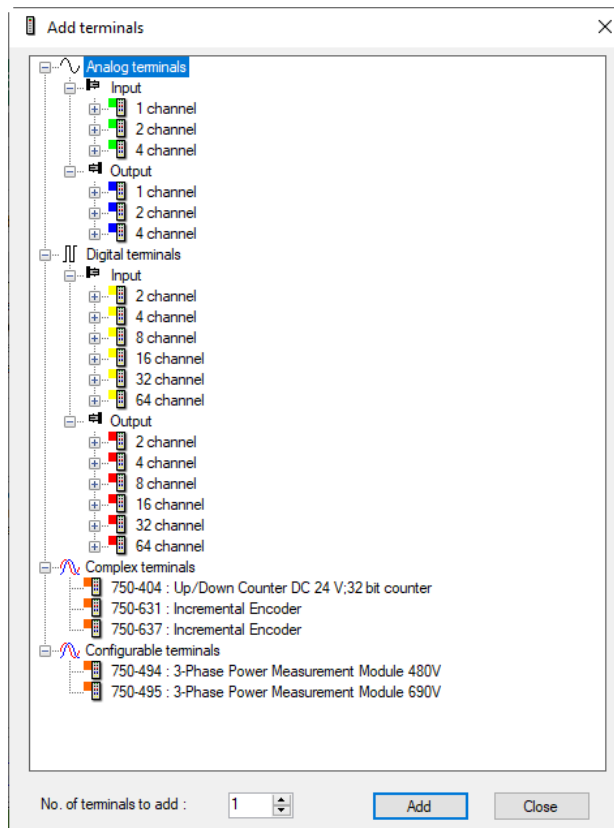 Add terminals
Analog terminals
Input
1 channel
2 channel
4 channel
Output
1 channel
2 channel
4 channel
Digital terminals
Input
2 channel
4 channel
8 channel
16 channel
32 channel
64 channel
Output
2 channel
4 channel
8 channel
16 channel
32 channel
64 channel
Complex terminals
750-404 : Up/Down Counter DC 24 V;32 bit counter
750-631 : Incremental Encoder
750-637 : Incremental Encoder
Configurable terminals
750-494 : 3-Phase Power Measurement Module 480V
750-495 : 3-Phase Power Measurement Module 690V
No. of terminals to add : 1 Add Close